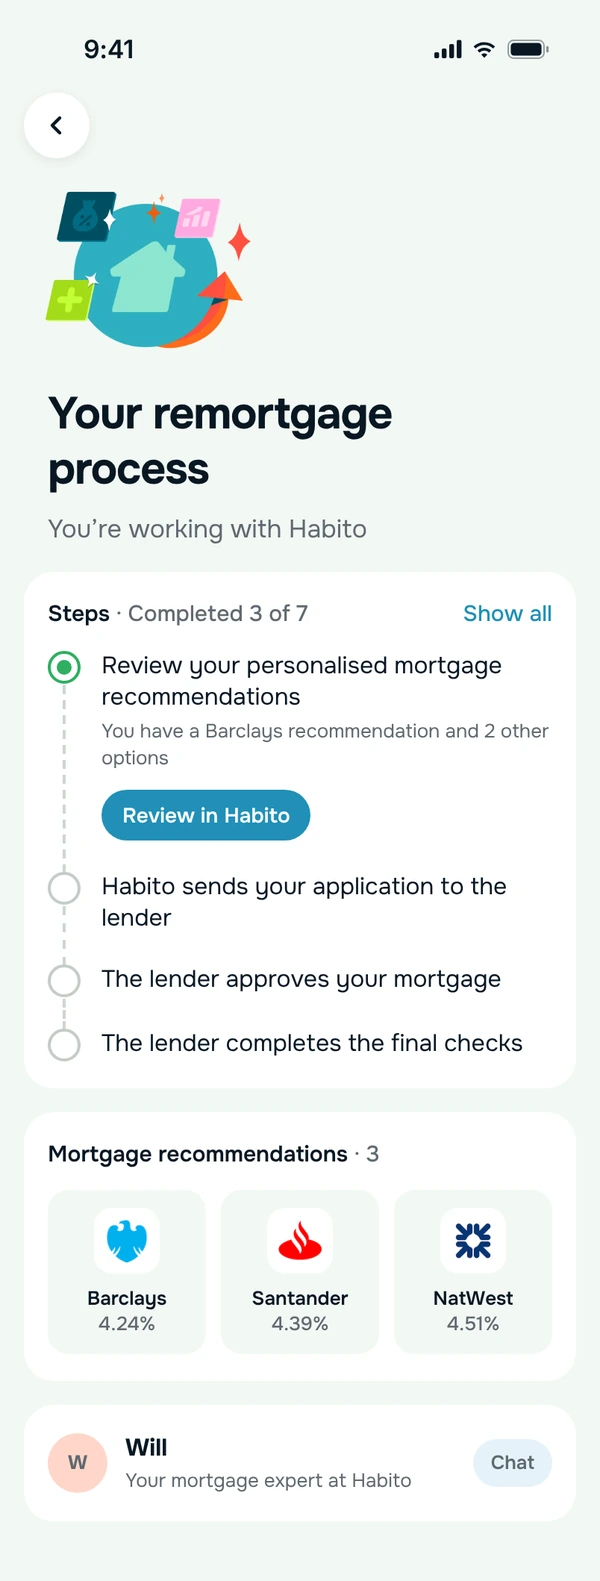 9:41
Your remortgage
process
You’re working with Habito
Steps · Completed 3 of 7
Show all
Review your personalised mortgage
recommendations
You have a Barclays recommendation and 2 other
options
Review in Habito
Habito sends your application to the
lender
The lender approves your mortgage
The lender completes the final checks
Mortgage recommendations · 3
Barclays
4.24%
Santander
4.39%
NatWest
4.51%
W
Will
Your mortgage expert at Habito
Chat